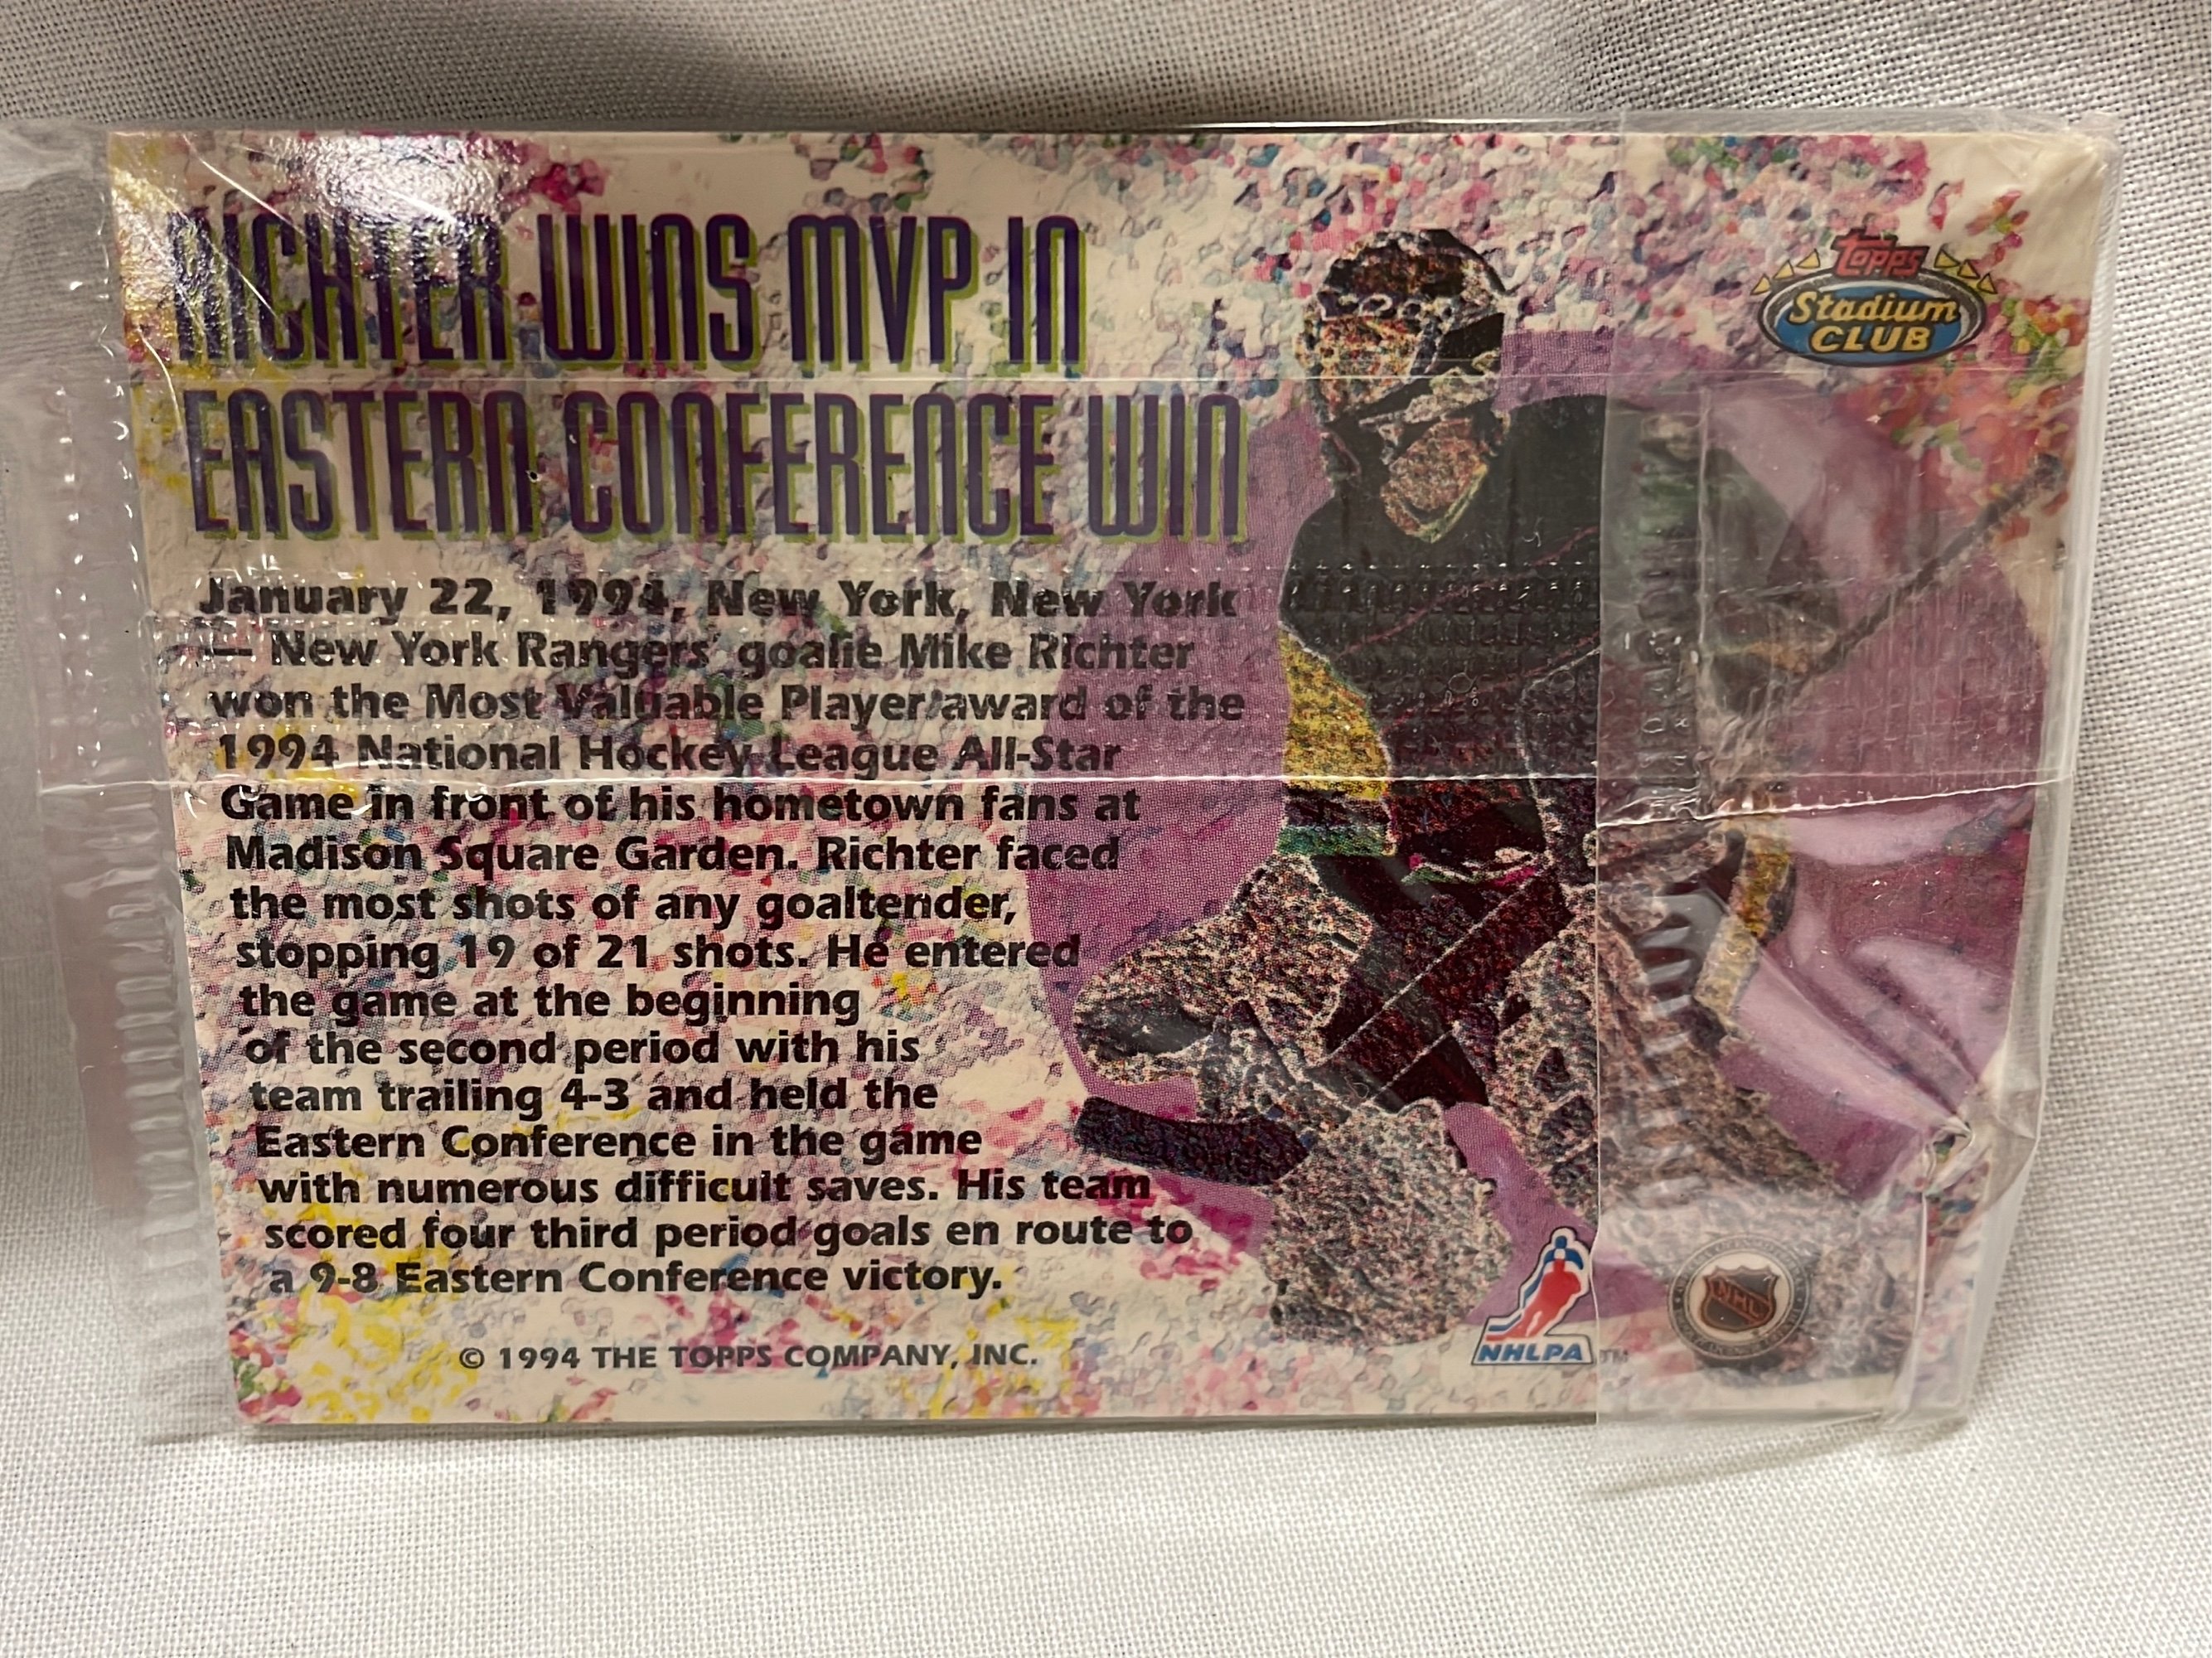 RICHTER WINS MVP IN
EASTERN CONFERENCE WIN
topps
Stadium
CLUB
January 22, 1994, New York, New York
— New York Rangers' goalie Mike Richter
won the Most Valuable Player award of the
1994 National Hockey League All-Star
Game in front of his hometown fans at
Madison Square Garden. Richter faced
the most shots of any goaltender,
stopping 19 of 21 shots. He entered
the game at the beginning
of the second period with his
team trailing 4-3 and held the
Eastern Conference in the game
with numerous difficult saves. His team
scored four third period goals en route to
a 9-8 Eastern Conference victory.
© 1994 THE TOPPS COMPANY, INC.
NHLPA TM
NHL